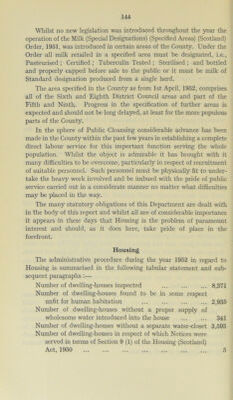 144
Whilst no new legislation was introduced throughout the year the
operation of the Milk (Special Designations) (Specified Areas) (Scotland)
Order, 1951, was introduced in certain areas of the County. Under the
Order all milk retailed in a specified area must be designated, i.e.,
Pasteurised ; Certified ; Tuberculin Tested ; Sterilised ; and bottled
and properly capped before sale to the public or it must be milk of
Standard designation produced from a single herd.
The area specified in the County as from 1st April, 1952, comprises
all of the Sixth and Eighth District Council areas and part of the
Fifth and Ninth. Progress in the specification of further areas is
expected and should not be long delayed, at least for the more populous
parts of the County.
In the sphere of Public Cleansing considerable advance has been
made in the County within the past few years in establishing a complete
direct labour service for this important function serving the whole
population. Whilst the object is admirable it has brought with it
many difficulties to be overcome, particularly in respect of recruitment
of suitable personnel. Such personnel must be physically fit to under-
take the heavy work involved and be imbued with the pride of public
service carried out in a considerate manner no matter what difficulties
may be placed in the way.
The many statutory obligations of this Department are dealt with
in the body of this report and whilst all are of considerable importance
it appears in these days that Housing is the problem of paramount
interest and should, as it does here, take pride of place in the
forefront.
Housing
The administrative procedure during the year 1952 in regard to
Housing is summarised in the following tabular statement and sub-
sequent paragraphs :—
Number of dwelling-houses inspected ... ... ... 8,371
Number of dwelling-houses found to be in some respect
unfit for human habitation ... ... ... ... 2,935
Number of dwelling-houses without a proper supply of
wholesome water introduced into the house ... ... 341
Number of dwelling-houses without a separate water-closet 3,103
Number of dwelling-houses in respect of which Notices were
served in terms of Section 9 (1) of the Housing (Scotland)
Act, 1950 ... ... ... ... ... ... ... 5